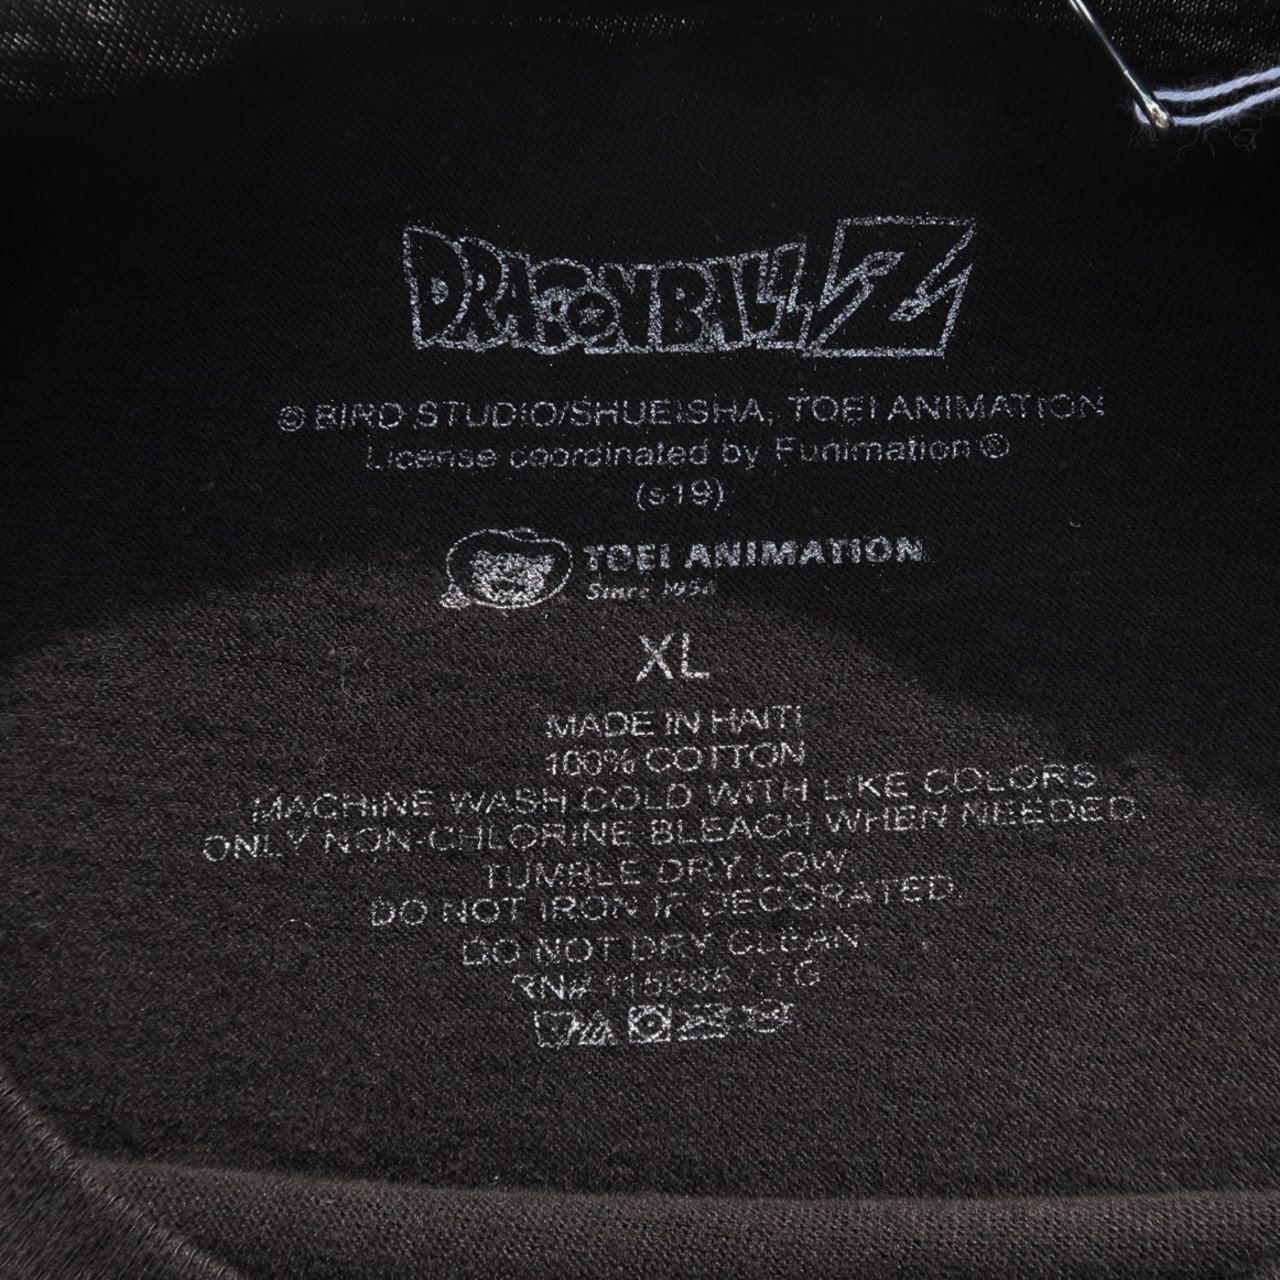 DRAGONBALL Z
© BIRD STUDIO/SHUEISHA, TOEI ANIMATION
License coordinated by Funimation ©
(s19)
TOEI ANIMATION
Since
XL
MADE IN HAITI
100% COTTON
MACHINE WASH COLD WITH LIKE COLORS
ONLY NON-CHLORINE BLEACH WHEN NEEDED.
TUMBLE DRY LOW.
DO NOT IRON IF DECORATED.
DO NOT DRY CLEAN
RN#